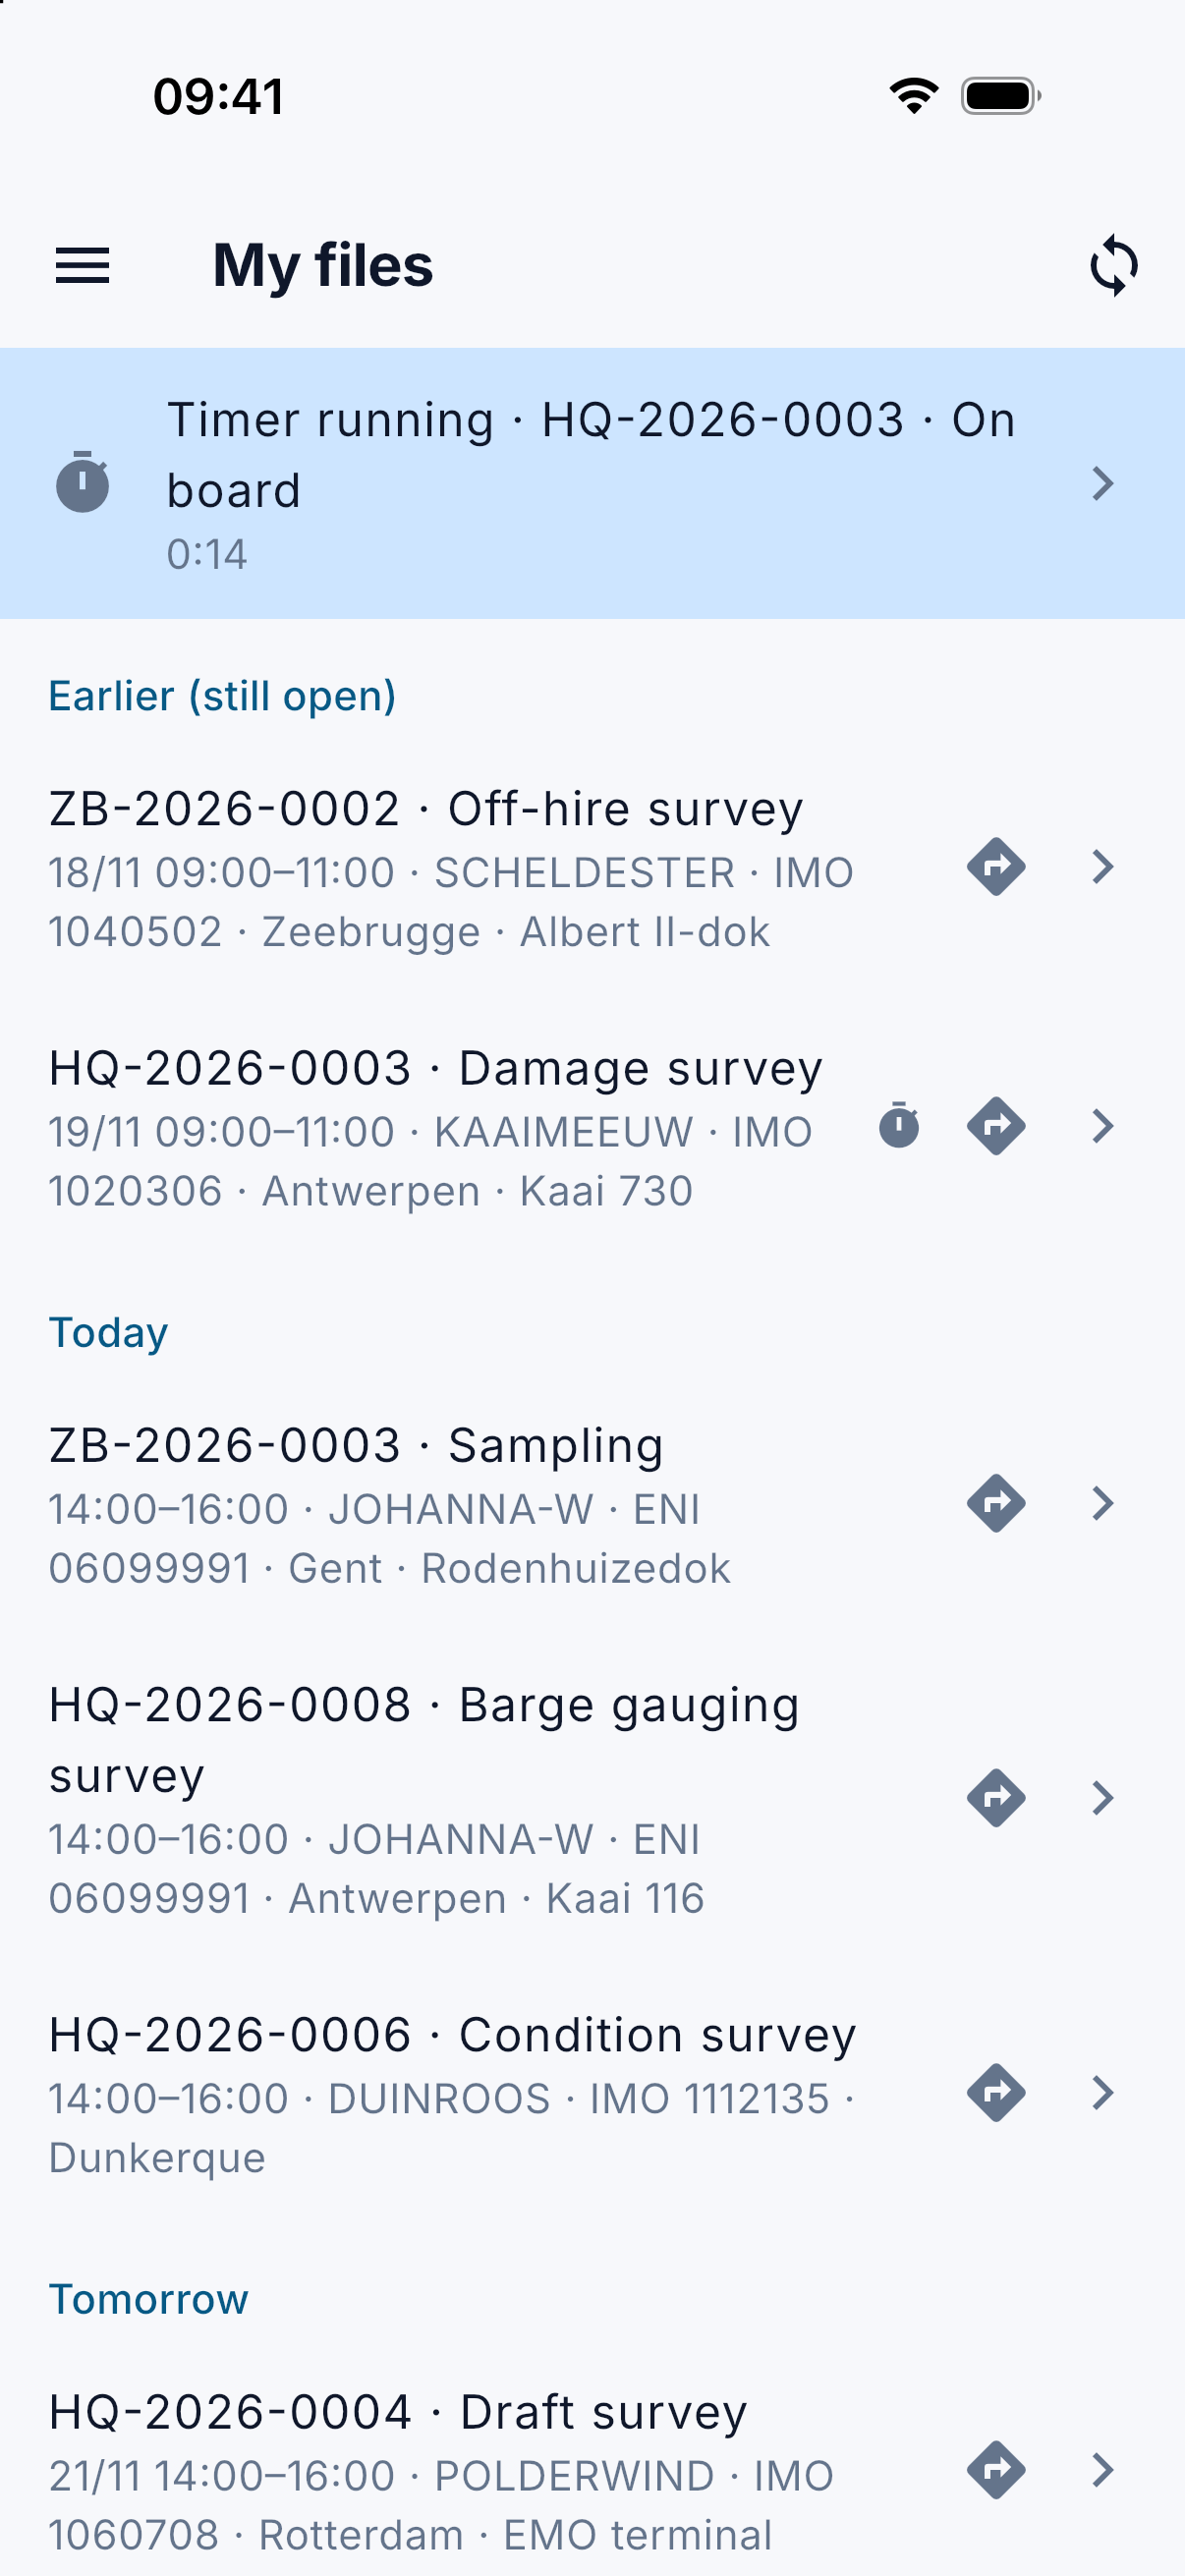 09:41
My files
Timer running · HQ-2026-0003 · On
board
0:14
Earlier (still open)
ZB-2026-0002 · Off-hire survey
18/11 09:00–11:00 · SCHELDESTER · IMO
1040502 · Zeebrugge · Albert II-dok
HQ-2026-0003 · Damage survey
19/11 09:00–11:00 · KAAIMEEUW · IMO
1020306 · Antwerpen · Kaai 730
Today
ZB-2026-0003 · Sampling
14:00–16:00 · JOHANNA-W · ENI
06099991 · Gent · Rodenhuizedok
HQ-2026-0008 · Barge gauging
survey
14:00–16:00 · JOHANNA-W · ENI
06099991 · Antwerpen · Kaai 116
HQ-2026-0006 · Condition survey
14:00–16:00 · DUINROOS · IMO 1112135 ·
Dunkerque
Tomorrow
HQ-2026-0004 · Draft survey
21/11 14:00–16:00 · POLDERWIND · IMO
1060708 · Rotterdam · EMO terminal